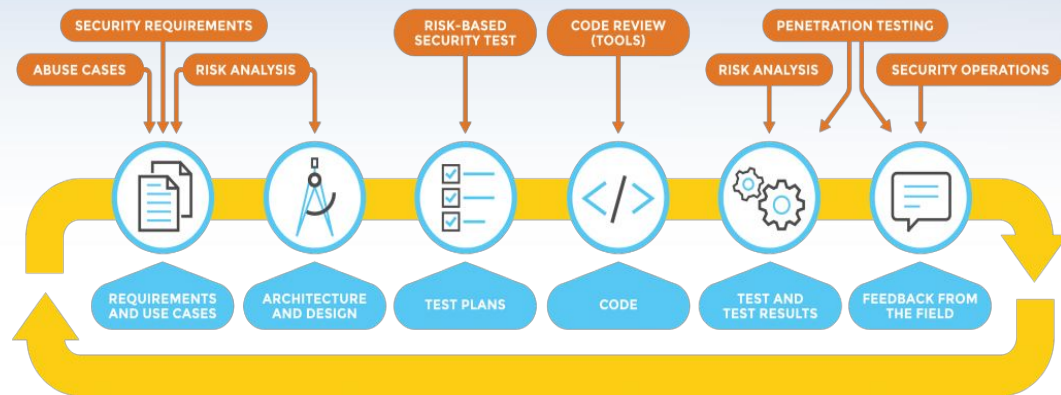 SECURITY REQUIREMENTS
ABUSE CASES
RISK ANALYSIS
RISK-BASED
SECURITY TEST
CODE REVIEW
(TOOLS)
PENETRATION TESTING
RISK ANALYSIS
SECURITY OPERATIONS
REQUIREMENTS
AND USE CASES
ARCHITECTURE
AND DESIGN
TEST PLANS
CODE
TEST AND
TEST RESULTS
FEEDBACK FROM
THE FIELD